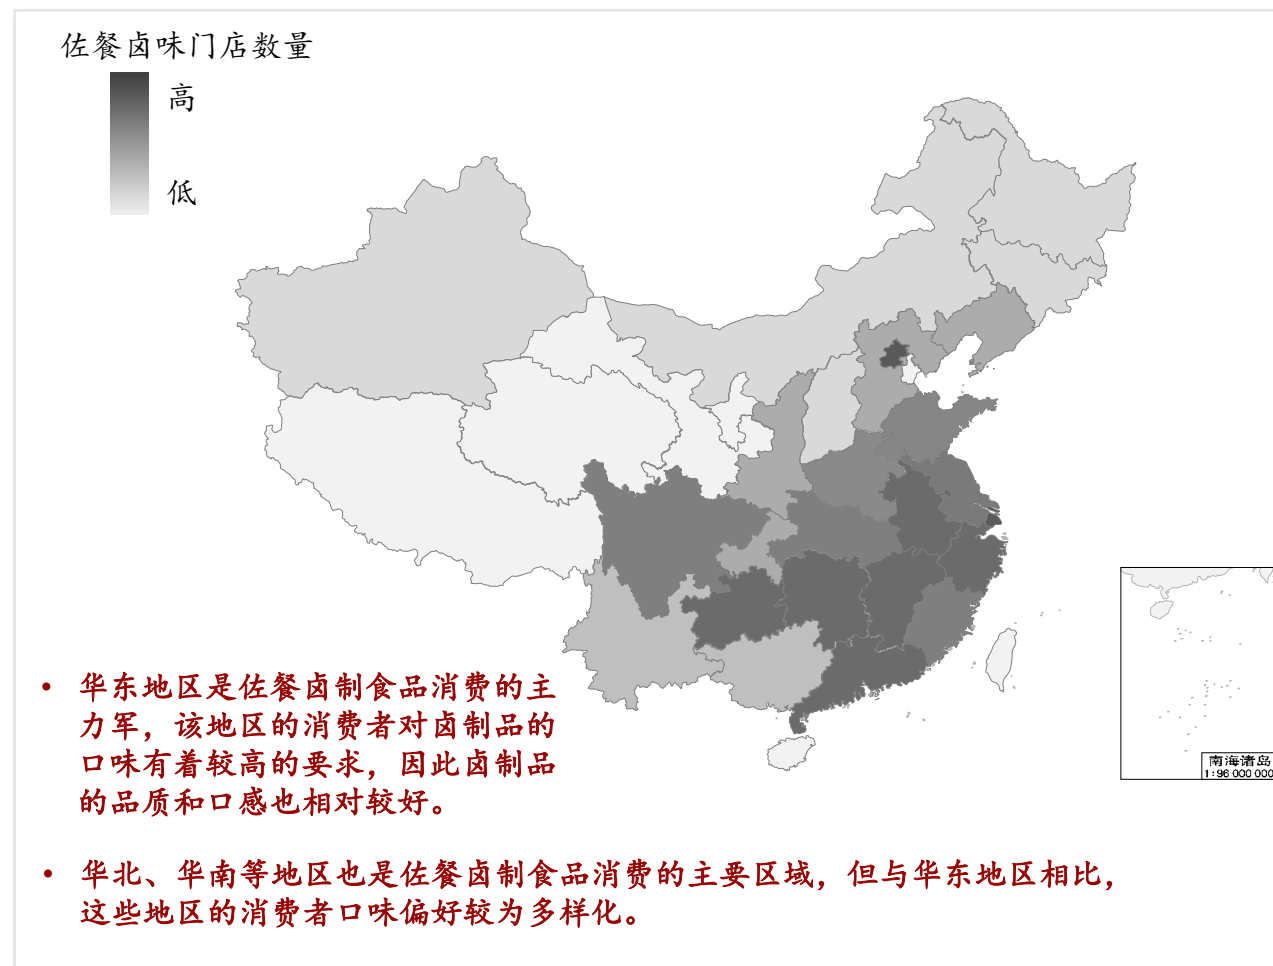 佐餐卤味门店数量
高
低
• 华东地区是佐餐卤制食品消费的主
力军，该地区的消费者对卤制品的
口味有着较高的要求，因此卤制品
的品质和口感也相对较好。
• 华北、华南等地区也是佐餐卤制食品消费的主要区域，但与华东地区相比，
这些地区的消费者口味偏好较为多样化。
南海诸岛
1:96 000 000